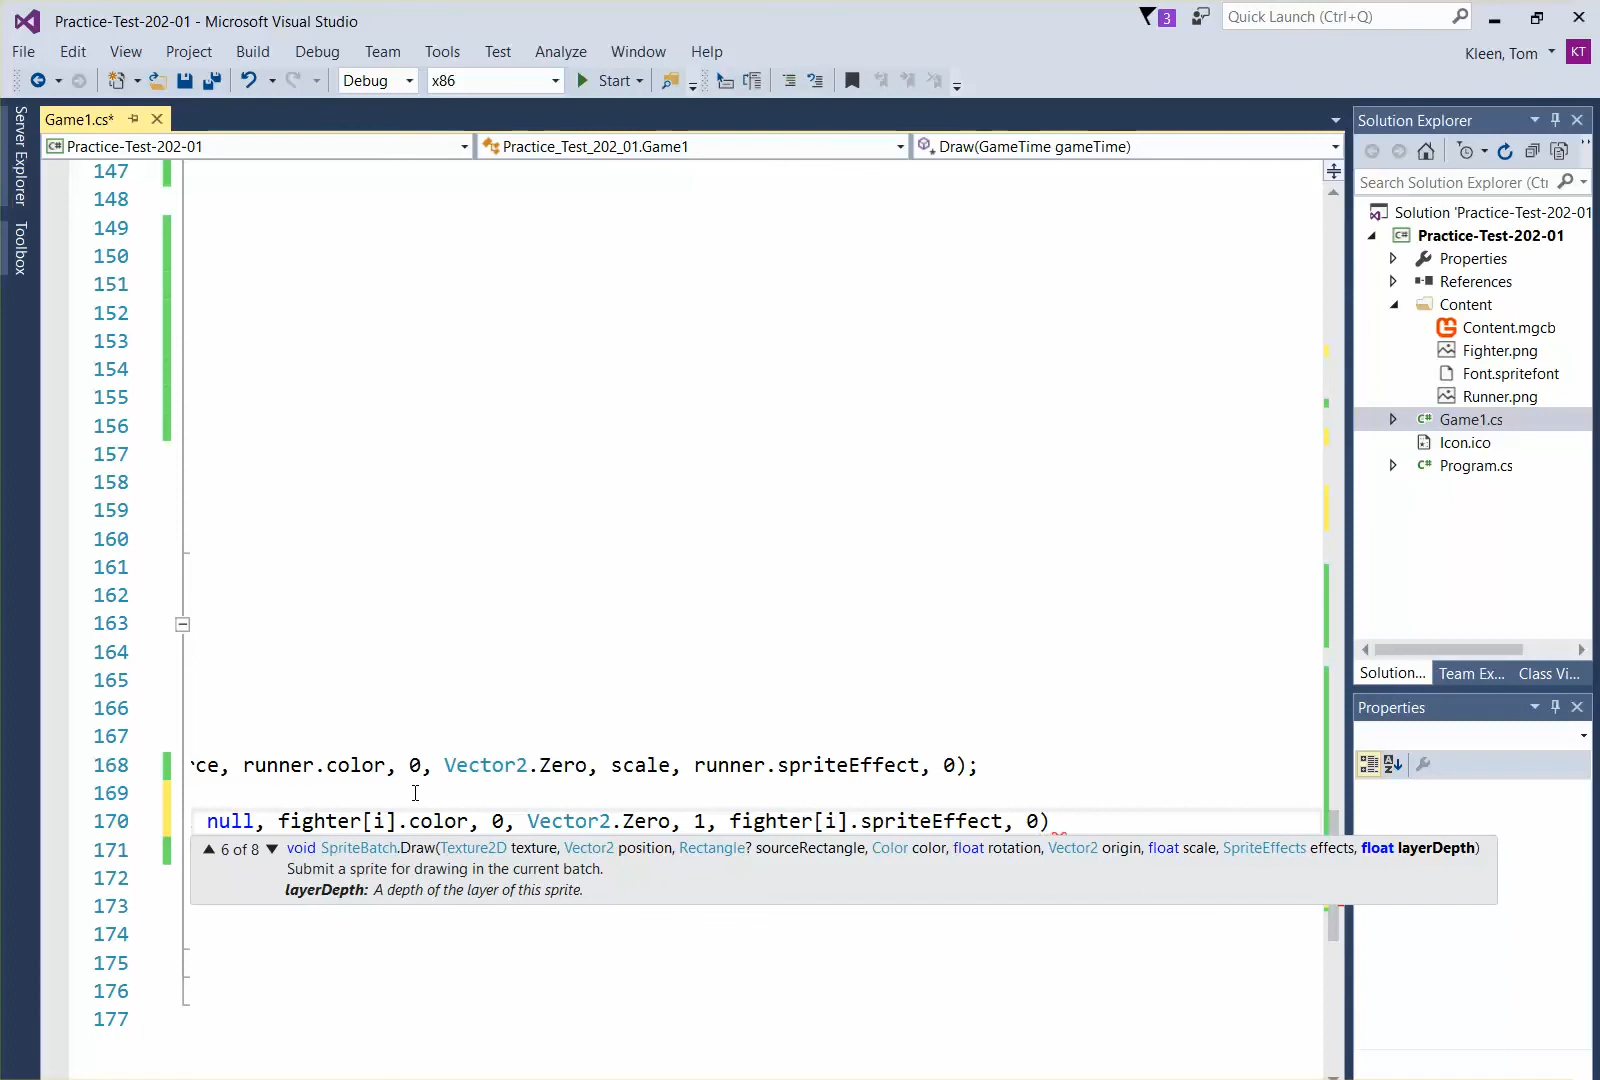 Practice-Test-202-01 - Microsoft Visual Studio
3
Quick Launch (Ctrl+Q)
File Edit View Project Build Debug Team Tools Test Analyze Window Help
Kleen, Tom KT
Debug x86 Start
Server Explorer
Toolbox
Game1.cs*
Practice-Test-202-01 Practice_Test_202_01.Game1 Draw(GameTime gameTime)
147
148
149
150
151
152
153
154
155
156
157
158
159
160
161
162
163
164
165
166
167
168 rce, runner.color, 0, Vector2.Zero, scale, runner.spriteEffect, 0);
169
170 null, fighter[i].color, 0, Vector2.Zero, 1, fighter[i].spriteEffect, 0)
171
6 of 8 void SpriteBatch.Draw(Texture2D texture, Vector2 position, Rectangle? sourceRectangle, Color color, float rotation, Vector2 origin, float scale, SpriteEffects effects, float layerDepth)
Submit a sprite for drawing in the current batch.
layerDepth: A depth of the layer of this sprite.
172
173
174
175
176
177
Solution Explorer
Search Solution Explorer (Ctr
Solution 'Practice-Test-202-01
C# Practice-Test-202-01
Properties
References
Content
Content.mgcb
Fighter.png
Font.spritefont
Runner.png
C# Game1.cs
Icon.ico
C# Program.cs
Solution... Team Ex... Class Vi...
Properties